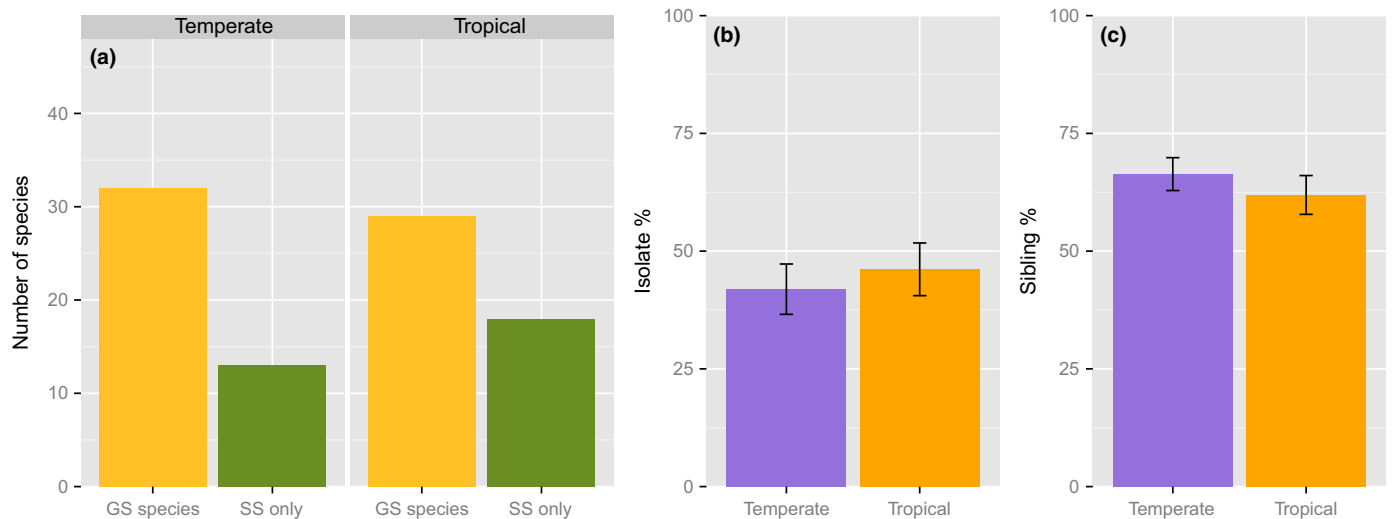 Temperate
Tropical
(a)
Number of species
40
30
20
10
0
GS species
SS only
GS species
SS only
(b)
Isolate %
100
75
50
25
0
Temperate
Tropical
(c)
Sibling %
100
75
50
25
0
Temperate
Tropical